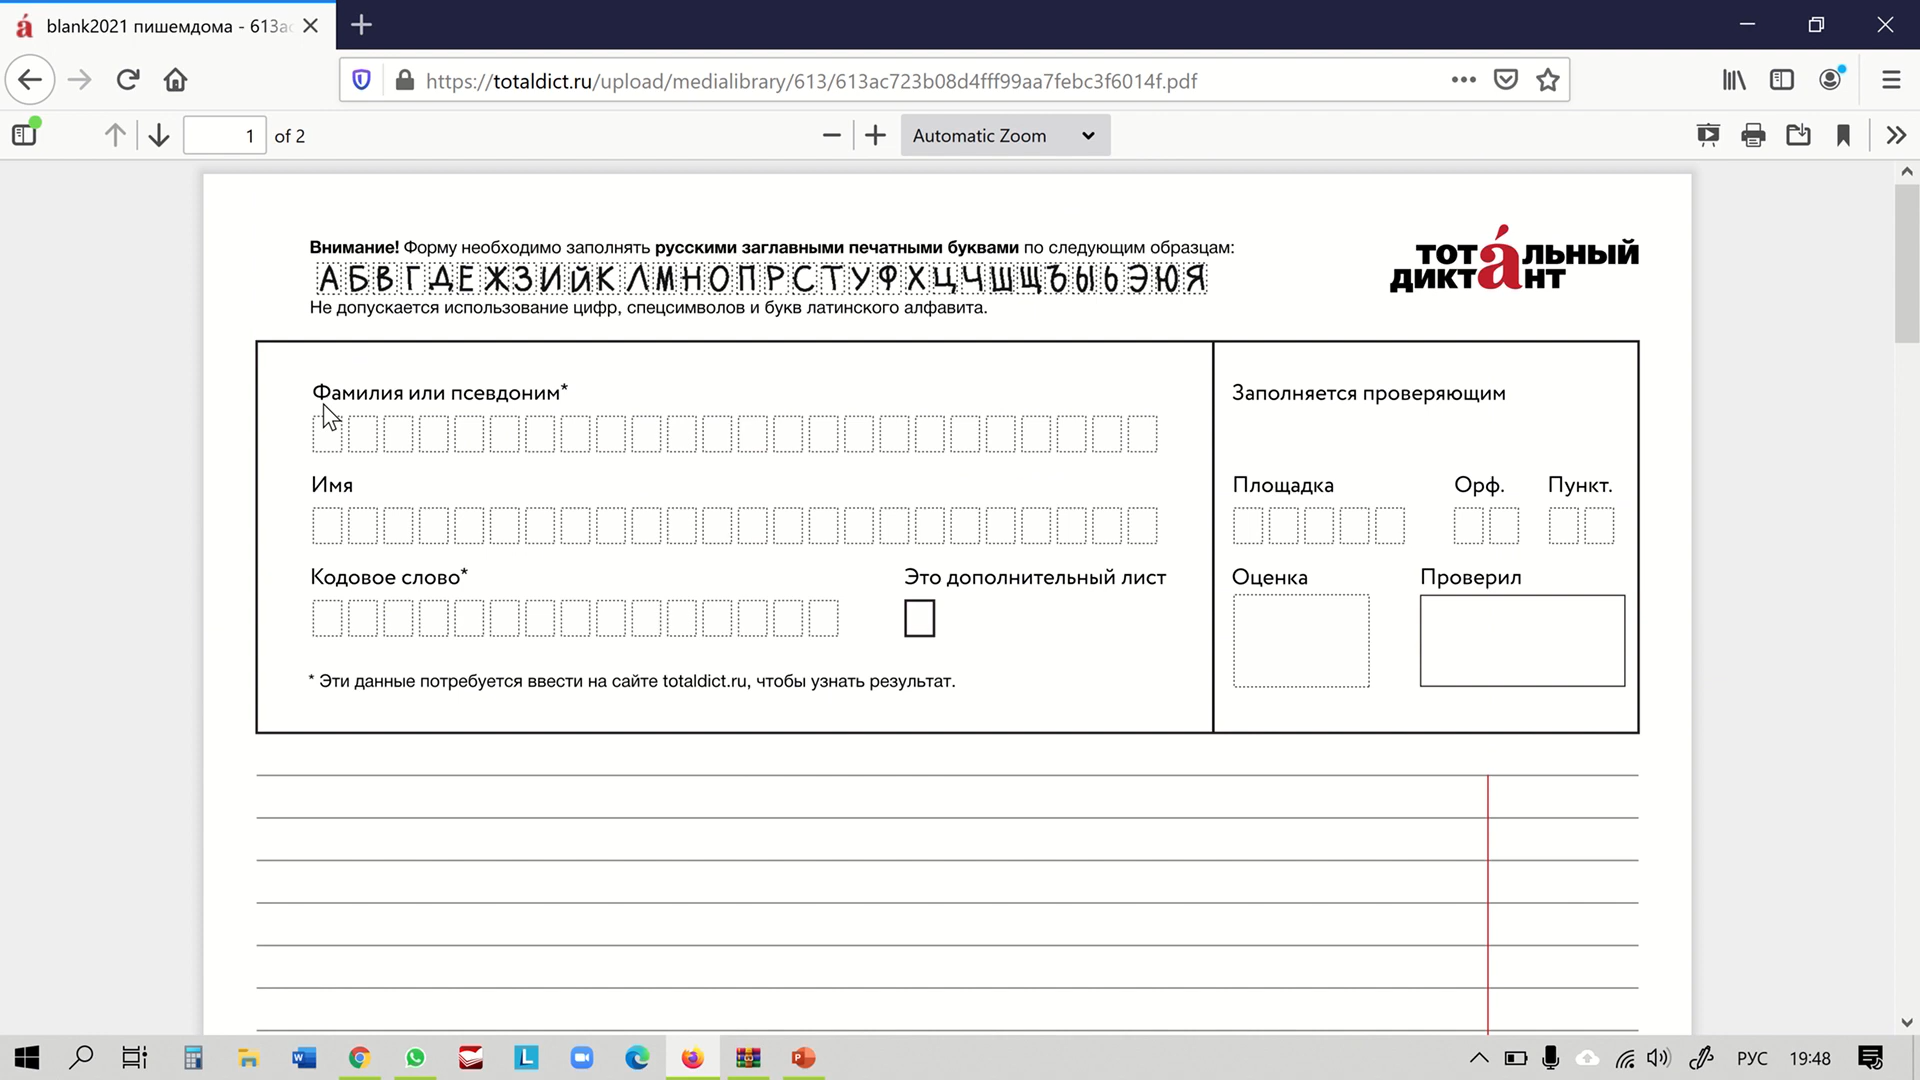 blank2021 пишемдома - 613ac
https://totaldict.ru/upload/medialibrary/613/613ac723b08d4fff99aa7febc3f6014f.pdf
1 of 2
Automatic Zoom
Внимание! Форму необходимо заполнять русскими заглавными печатными буквами по следующим образцам:
АБВГДЕЖЗИЙКЛМНОПРСТУФХЦЧШЩЪЫЬЭЮЯ
Не допускается использование цифр, спецсимволов и букв латинского алфавита.
тотáльный
диктáнт
Фамилия или псевдоним*
Заполняется проверяющим
Имя
Площадка
Орф.
Пункт.
Кодовое слово*
Это дополнительный лист
Оценка
Проверил
* Эти данные потребуется ввести на сайте totaldict.ru, чтобы узнать результат.
РУС
19:48